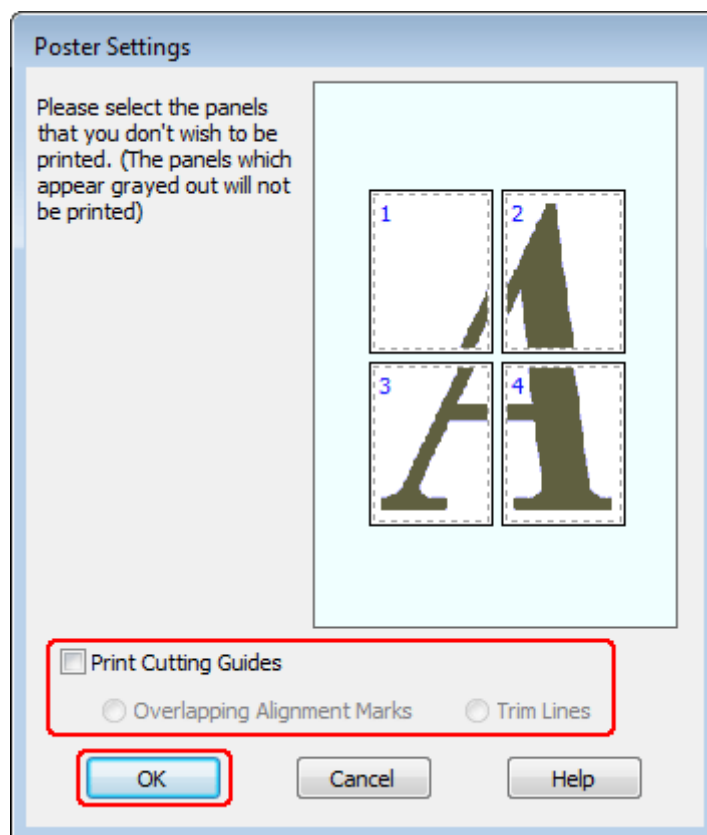 Poster Settings
Please select the panels
that you don't wish to be
printed. (The panels which
appear grayed out will not
be printed)
1
2
3
4
Print Cutting Guides
Overlapping Alignment Marks
Trim Lines
OK
Cancel
Help